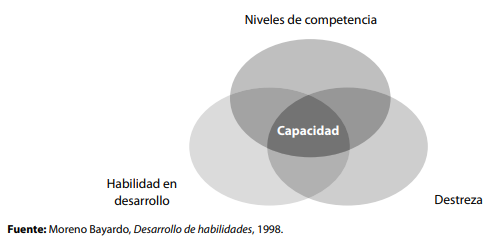 Niveles de competencia
Capacidad
Habilidad en
desarrollo
Destreza
Fuente: Moreno Bayardo, Desarrollo de habilidades, 1998.